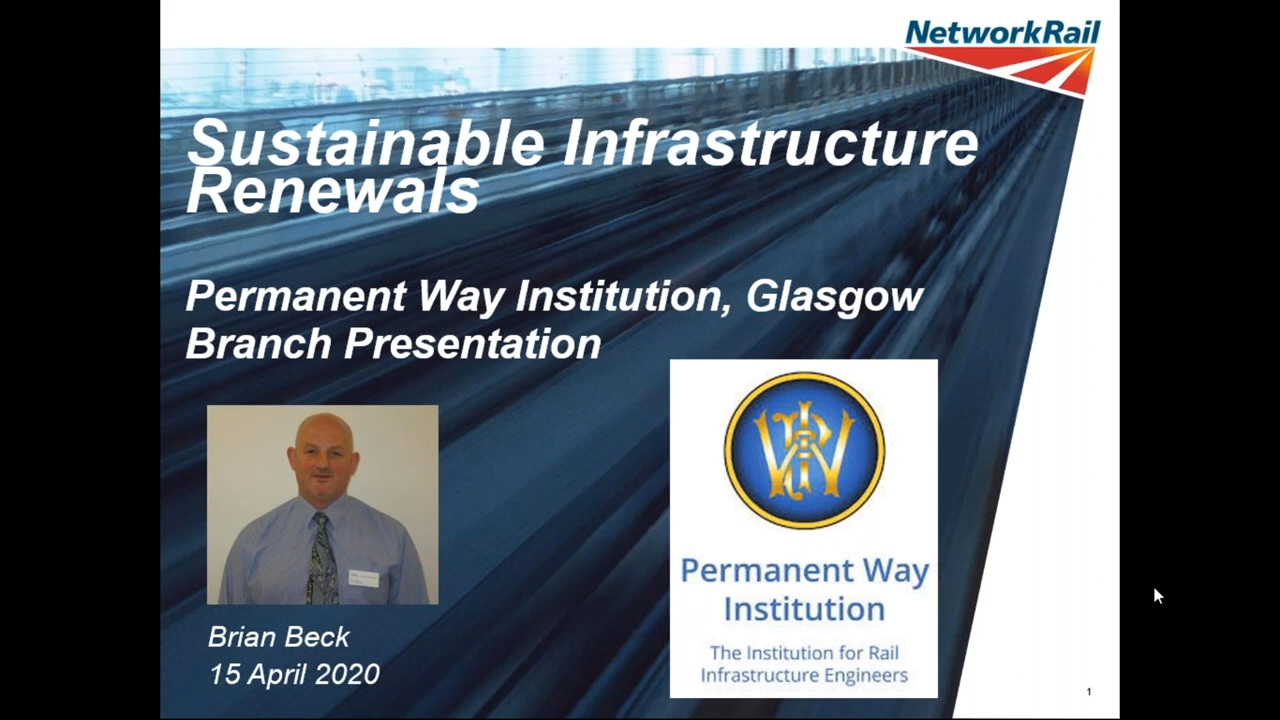 NetworkRail
Sustainable Infrastructure
Renewals
Permanent Way Institution, Glasgow
Branch Presentation
Permanent Way
Institution
The Institution for Rail
Infrastructure Engineers
Brian Beck
15 April 2020
1